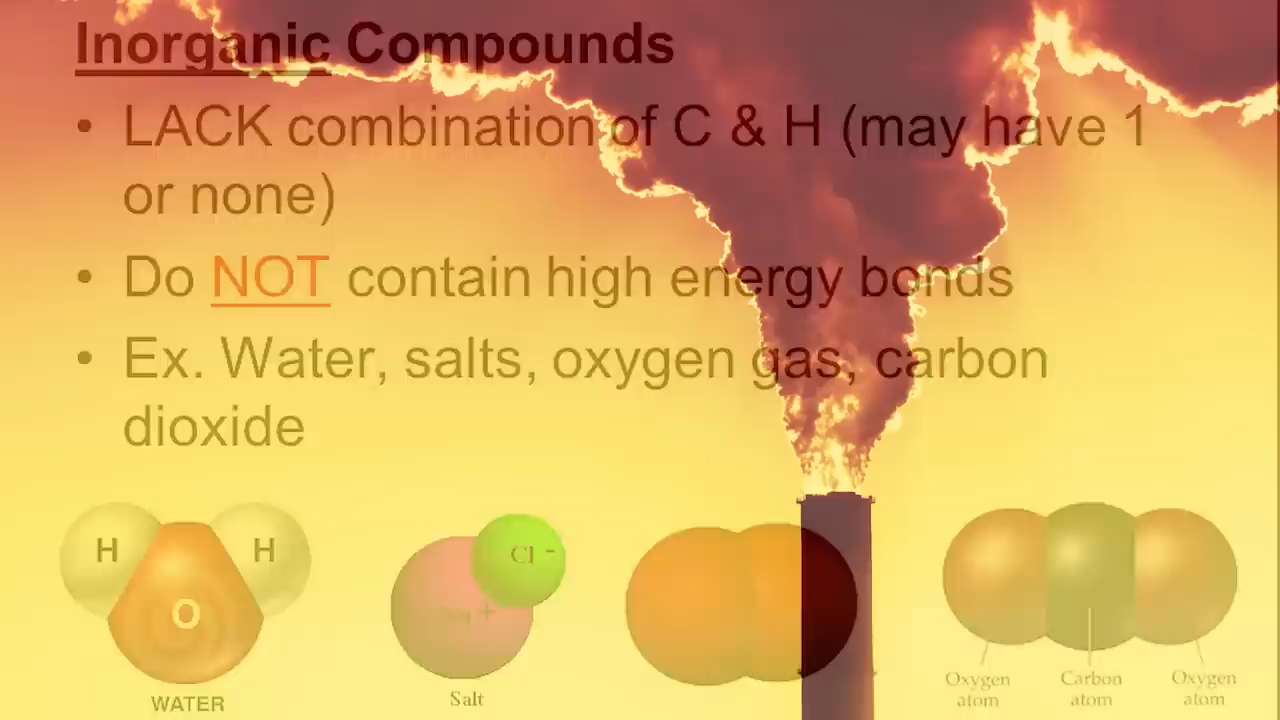 Inorganic Compounds
• LACK combination of C & H (may have 1
or none)
• Do NOT contain high energy bonds
• Ex. Water, salts, oxygen gas, carbon
dioxide
H H
O
WATER
Cl -
+
Salt
Oxygen atom
Carbon atom
Oxygen atom